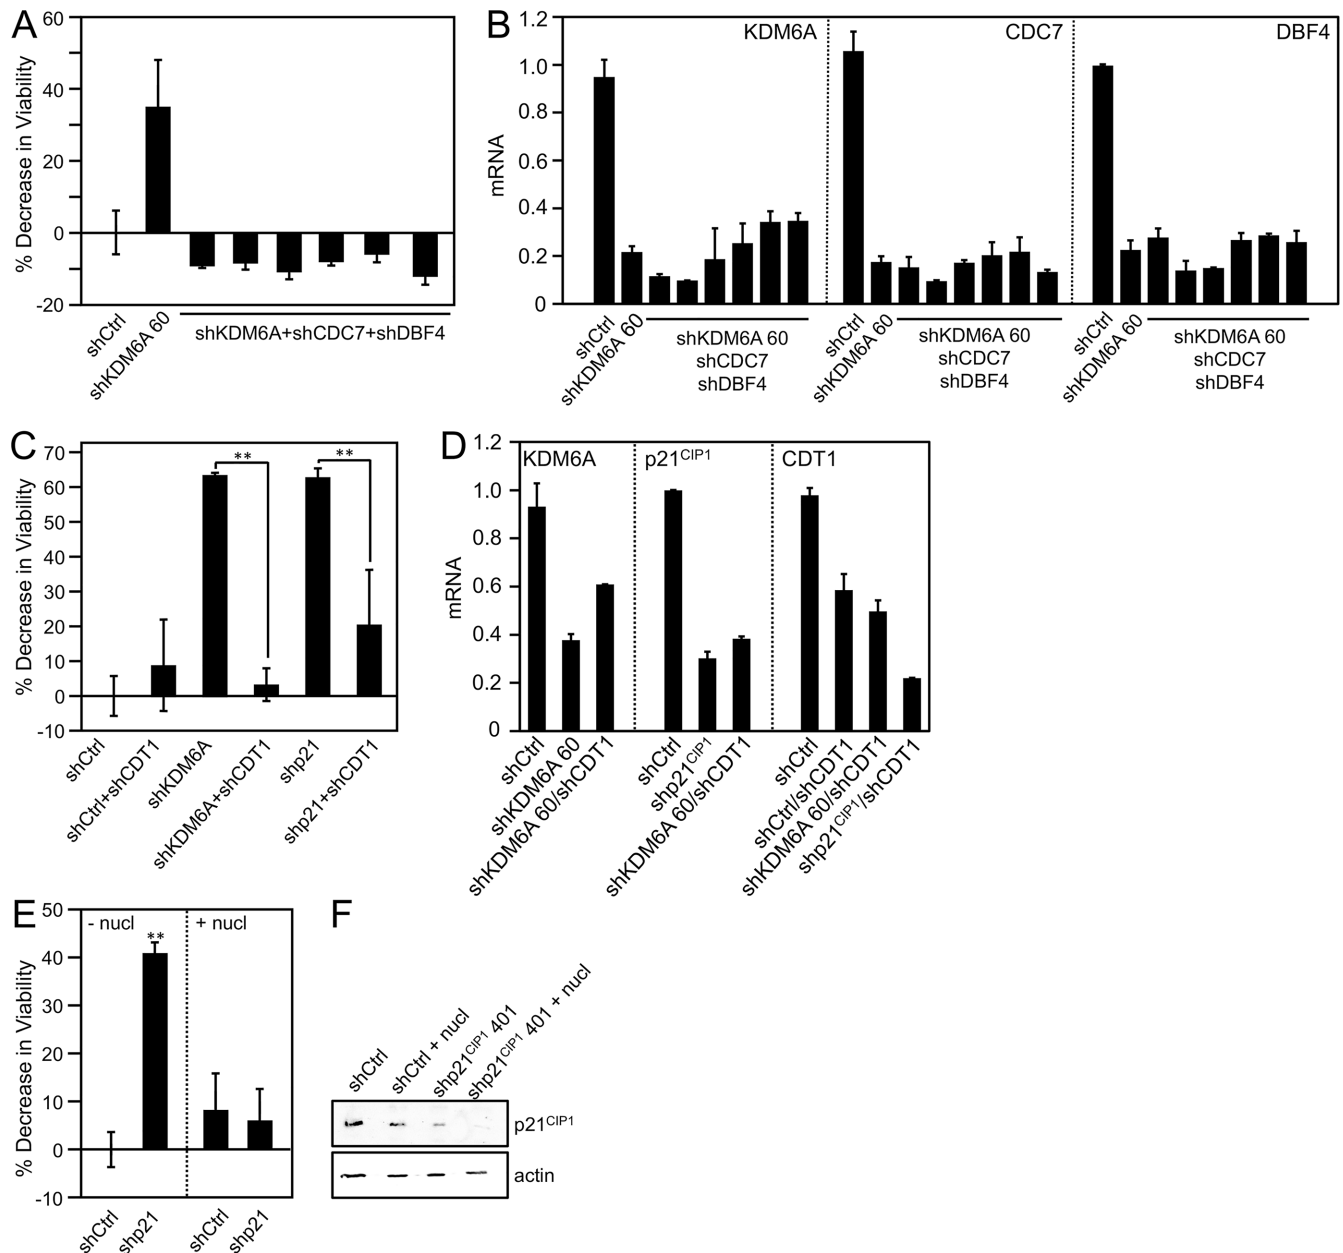 A
60
40
20
0
-20
% Decrease in Viability
shCtrl
shKDM6A 60
shKDM6A+shCDC7+shDBF4
B
1.2
1.0
0.8
0.6
0.4
0.2
0
mRNA
KDM6A
CDC7
DBF4
shCtrl
shKDM6A 60
shKDM6A 60
shCDC7
shDBF4
shCtrl
shKDM6A 60
shKDM6A 60
shCDC7
shDBF4
shCtrl
shKDM6A 60
shKDM6A 60
shCDC7
shDBF4
C
70
60
50
40
30
20
10
0
-10
% Decrease in Viability
**
**
shCtrl
shCtrl+shCDT1
shKDM6A
shKDM6A+shCDT1
shp21
shp21+shCDT1
D
1.2
1.0
0.8
0.6
0.4
0.2
0
mRNA
KDM6A
p21CIP1
CDT1
shCtrl
shKDM6A 60
shKDM6A 60/shCDT1
shCtrl
shp21CIP1
shKDM6A 60/shCDT1
shCtrl
shCtrl/shCDT1
shKDM6A 60/shCDT1
shp21CIP1/shCDT1
E
50
40
30
20
10
0
-10
% Decrease in Viability
- nucl
+ nucl
**
shCtrl
shp21
shCtrl
shp21
F
shCtrl
shCtrl + nucl
shp21CIP1 401
shp21CIP1 401 + nucl
p21CIP1
actin